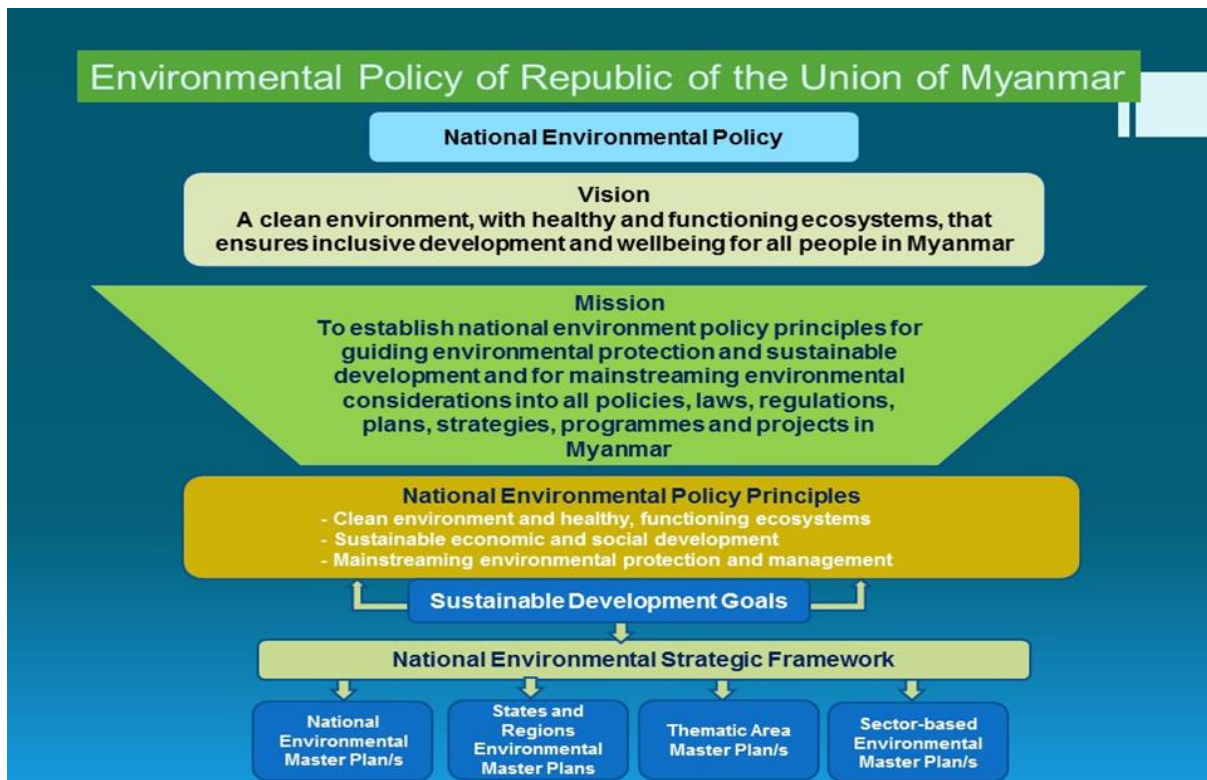 Environmental Policy of Republic of the Union of Myanmar
National Environmental Policy
Vision
A clean environment, with healthy and functioning ecosystems, that
ensures inclusive development and wellbeing for all people in Myanmar
Mission
To establish national environment policy principles for
guiding environmental protection and sustainable
development and for mainstreaming environmental
considerations into all policies, laws, regulations,
plans, strategies, programmes and projects in
Myanmar
National Environmental Policy Principles
- Clean environment and healthy, functioning ecosystems
- Sustainable economic and social development
- Mainstreaming environmental protection and management
Sustainable Development Goals
National Environmental Strategic Framework
National
Environmental
Master Plan/s
States and
Regions
Environmental
Master Plans
Thematic Area
Master Plan/s
Sector-based
Environmental
Master Plan/s